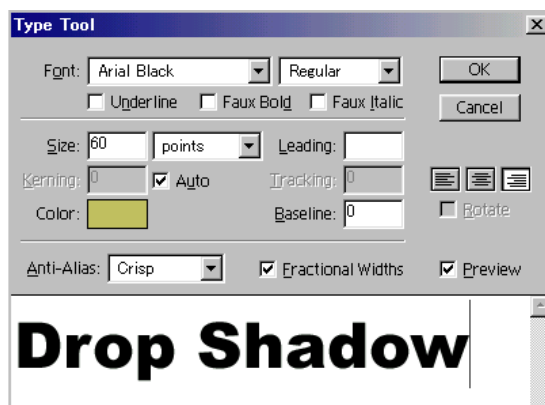 Type Tool
Font: Arial Black Regular OK
Underline Faux Bold Faux Italic Cancel
Size: 60 points Leading:
Kerning: 0 Auto Tracking: 0
Color: Baseline: 0 Rotate
Anti-Alias: Crisp Fractional Widths Preview
Drop Shadow